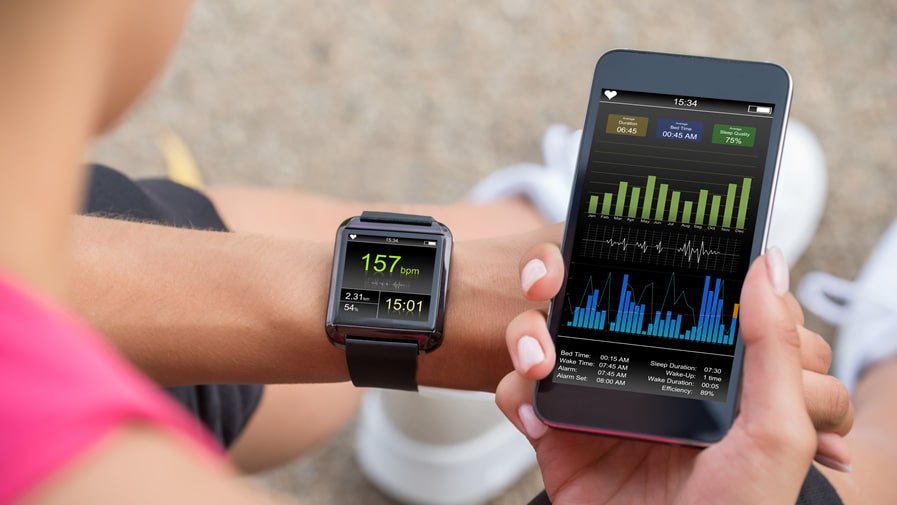 15:34
157 bpm
2.31km
54%
15:01
15:34
Average
Duration
06:45
Average
Bed Time
00:45 AM
Average
Sleep Quality
75%
Jan Feb Mar Apr May Jun Jul Aug Sep Oct Nov Dec
Bed Time: 00:15 AM
Wake Time: 07:45 AM
Alarm: 07:45 AM
Alarm Set: 08:00 AM
Sleep Duration: 07:30
Wake-Up: 1 time
Wake Duration: 00:05
Efficiency: 89%